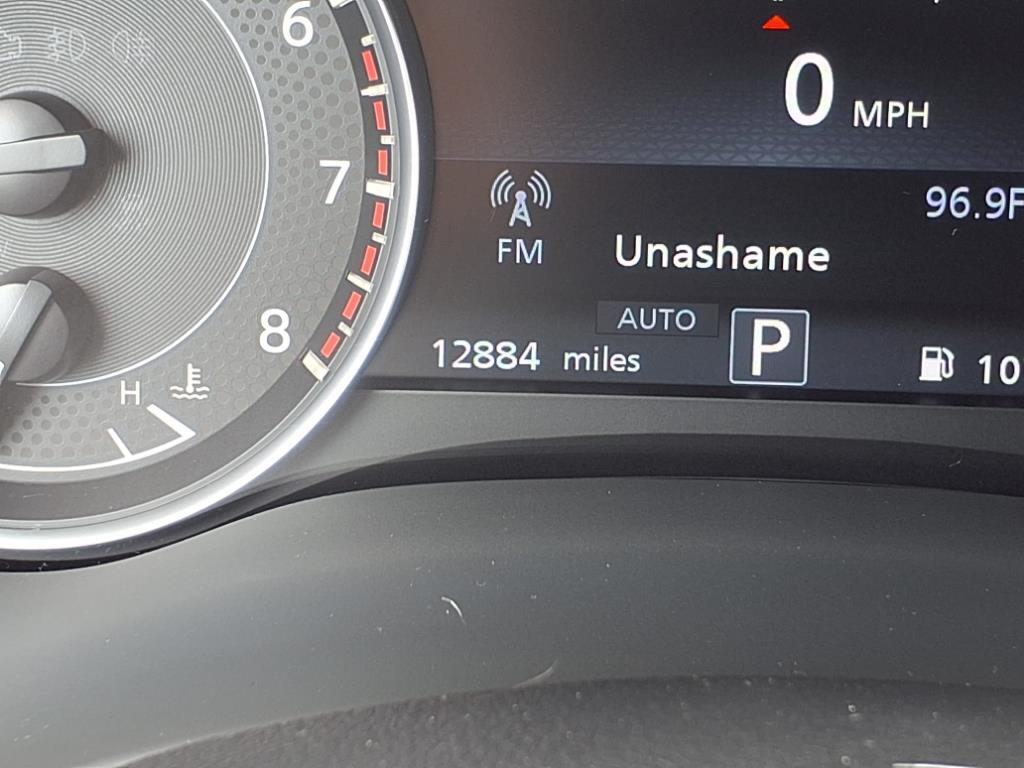 6
7
8
H
0 MPH
96.9F
FM
Unashame
AUTO
P
12884 miles
10